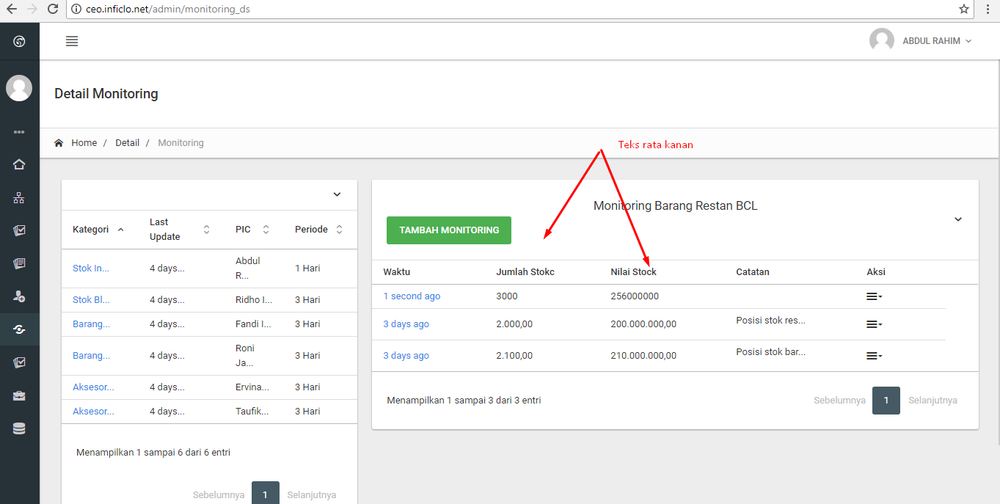 ceo.inficlo.net/admin/monitoring_ds
ABDUL RAHIM
Detail Monitoring
Home / Detail / Monitoring
Teks rata kanan
Kategori Last Update PIC Periode
Stok In... 4 days... Abdul R... 1 Hari
Stok Bl... 4 days... Ridho I... 3 Hari
Barang... 4 days... Fandi I... 3 Hari
Barang... 4 days... Roni Ja... 3 Hari
Aksesor... 4 days... Ervina... 3 Hari
Aksesor... 4 days... Taufik... 3 Hari
Menampilkan 1 sampai 6 dari 6 entri
Sebelumnya 1 Selanjutnya
Monitoring Barang Restan BCL
TAMBAH MONITORING
Waktu Jumlah Stokc Nilai Stock Catatan Aksi
1 second ago 3000 256000000
3 days ago 2.000,00 200.000.000,00 Posisi stok res...
3 days ago 2.100,00 210.000.000,00 Posisi stok bar...
Menampilkan 1 sampai 3 dari 3 entri
Sebelumnya 1 Selanjutnya